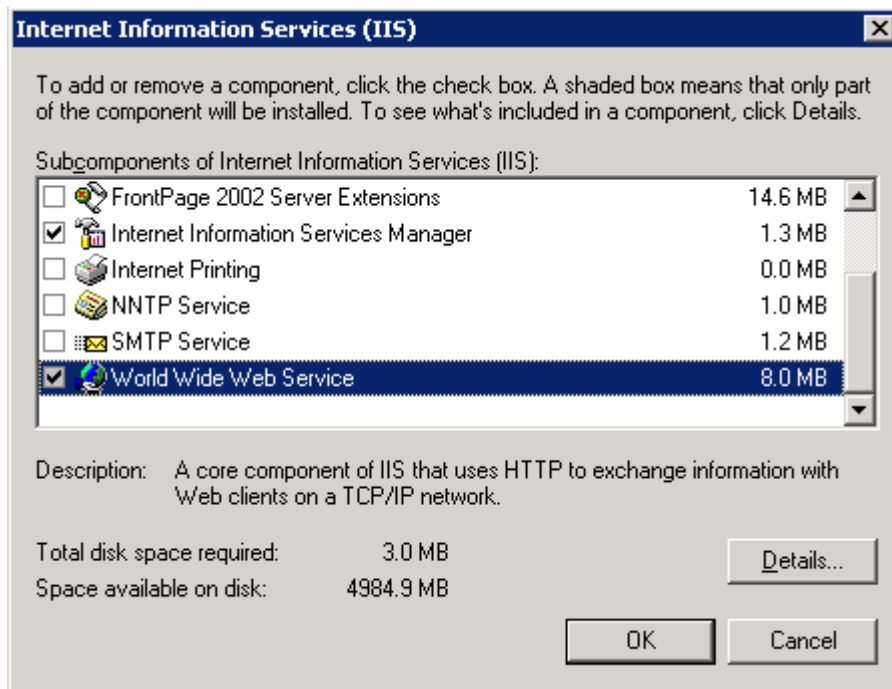 Internet Information Services (IIS)
To add or remove a component, click the check box. A shaded box means that only part
of the component will be installed. To see what's included in a component, click Details.
Subcomponents of Internet Information Services (IIS):
FrontPage 2002 Server Extensions 14.6 MB
Internet Information Services Manager 1.3 MB
Internet Printing 0.0 MB
NNTP Service 1.0 MB
SMTP Service 1.2 MB
World Wide Web Service 8.0 MB
Description: A core component of IIS that uses HTTP to exchange information with
Web clients on a TCP/IP network.
Total disk space required: 3.0 MB
Space available on disk: 4984.9 MB
Details...
OK Cancel